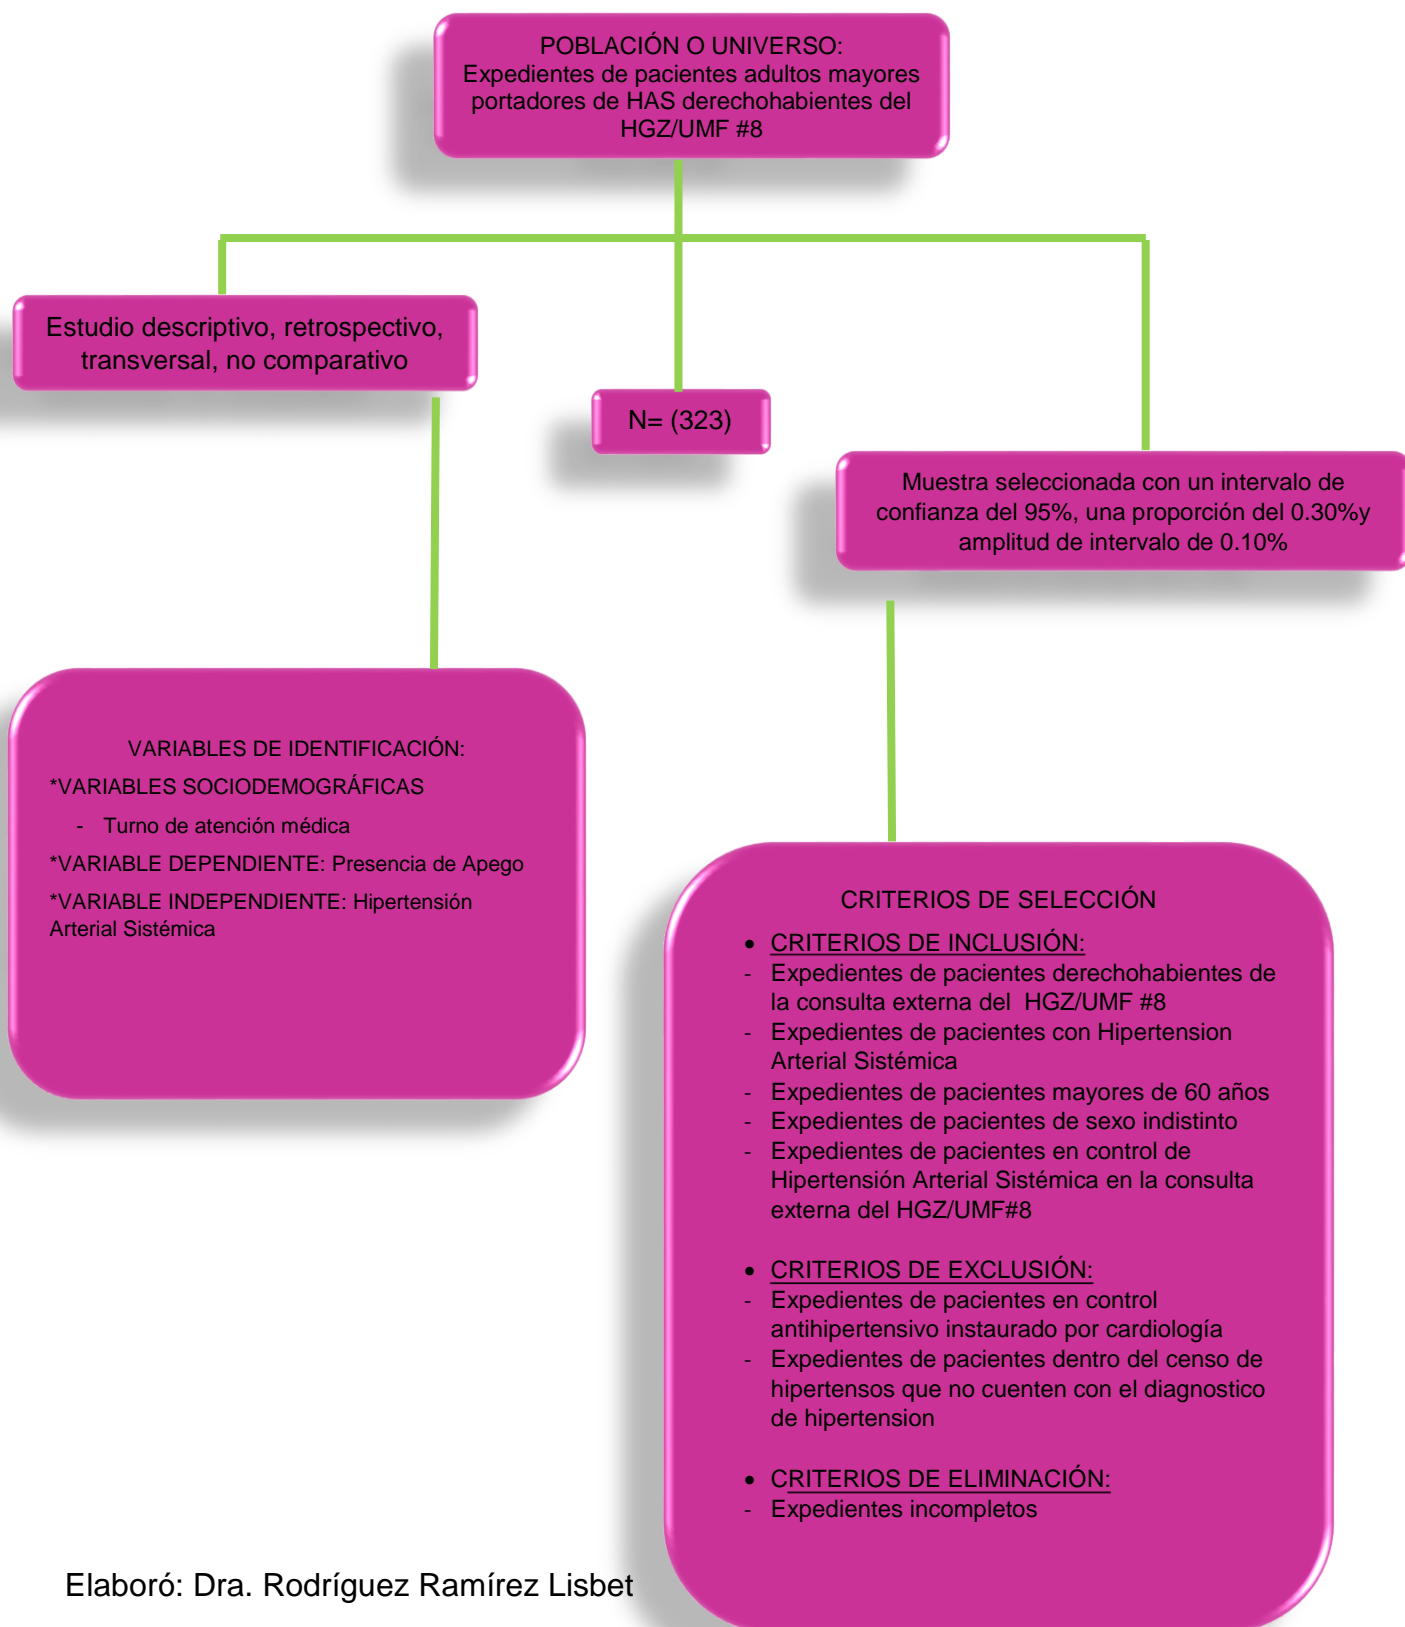 POBLACIÓN O UNIVERSO:
Expedientes de pacientes adultos mayores
portadores de HAS derechohabientes del
HGZ/UMF #8
Estudio descriptivo, retrospectivo,
transversal, no comparativo
N= (323)
Muestra seleccionada con un intervalo de
confianza del 95%, una proporción del 0.30%y
amplitud de intervalo de 0.10%
VARIABLES DE IDENTIFICACIÓN:
*VARIABLES SOCIODEMOGRÁFICAS
- Turno de atención médica
*VARIABLE DEPENDIENTE: Presencia de Apego
*VARIABLE INDEPENDIENTE: Hipertensión
Arterial Sistémica
CRITERIOS DE SELECCIÓN
• CRITERIOS DE INCLUSIÓN:
- Expedientes de pacientes derechohabientes de
la consulta externa del HGZ/UMF #8
- Expedientes de pacientes con Hipertension
Arterial Sistémica
- Expedientes de pacientes mayores de 60 años
- Expedientes de pacientes de sexo indistinto
- Expedientes de pacientes en control de
Hipertensión Arterial Sistémica en la consulta
externa del HGZ/UMF#8
• CRITERIOS DE EXCLUSIÓN:
- Expedientes de pacientes en control
antihipertensivo instaurado por cardiología
- Expedientes de pacientes dentro del censo de
hipertensos que no cuenten con el diagnostico
de hipertension
• CRITERIOS DE ELIMINACIÓN:
- Expedientes incompletos
Elaboró: Dra. Rodríguez Ramírez Lisbet